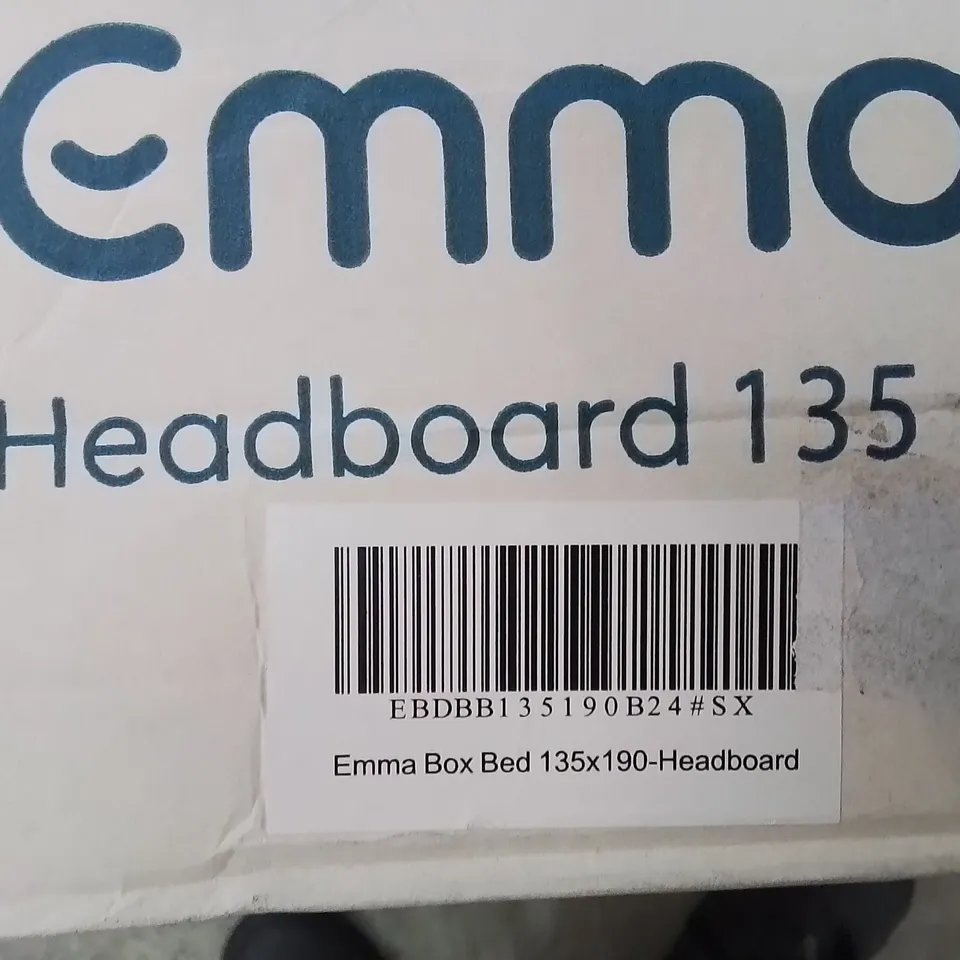 Emma
Headboard 135
EBDBB135190B24#SX
Emma Box Bed 135x190-Headboard